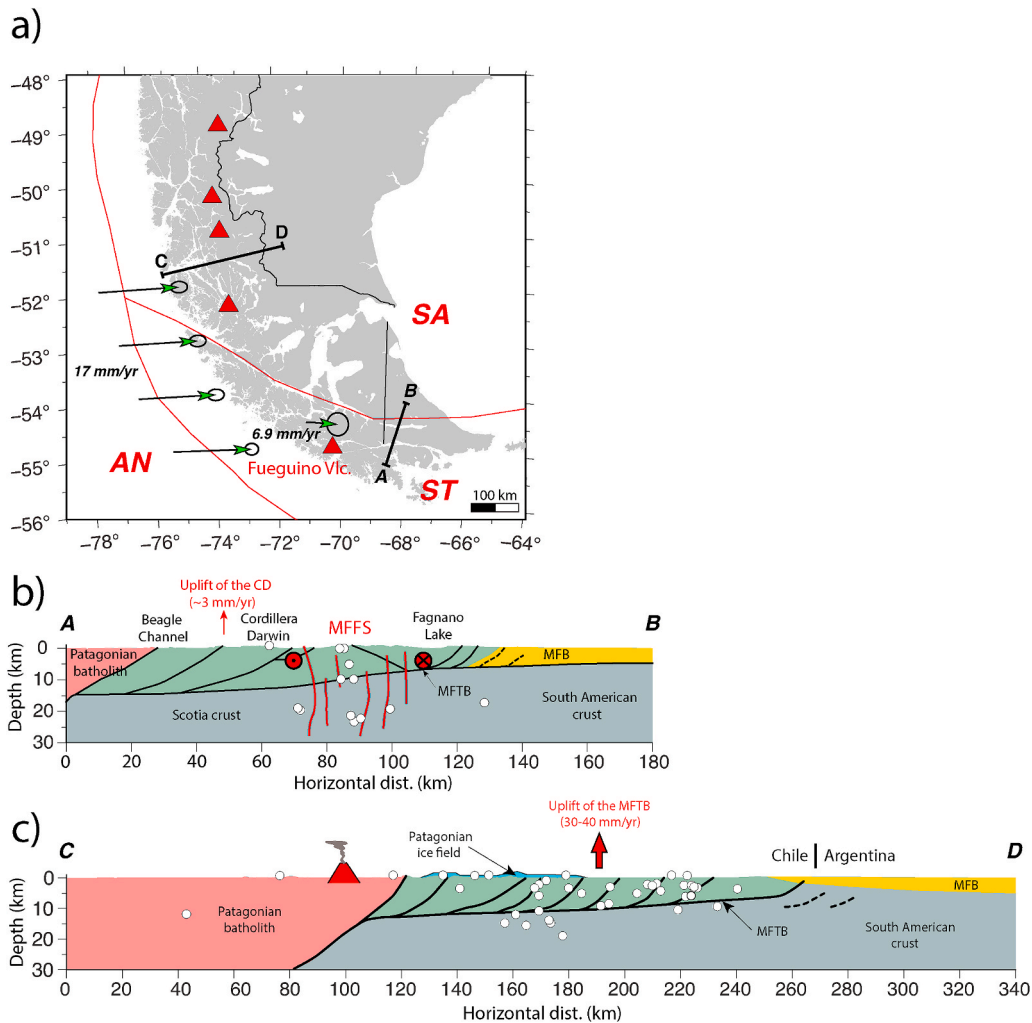 a)
−48°
−49°
−50°
−51°
−52°
−53°
−54°
−55°
−56°
D
C
SA
17 mm/yr
B
6.9 mm/yr
AN
Fueguino Vlc.
A
ST
100 km
−78° −76° −74° −72° −70° −68° −66° −64°
b)
Uplift of the CD
(~3 mm/yr)
A
Beagle
Channel
Cordillera
Darwin
MFFS
Fagnano
Lake
B
Depth (km)
0
10
20
30
Patagonian
batholith
MFB
MFTB
Scotia crust
South American
crust
0 20 40 60 80 100 120 140 160 180
Horizontal dist. (km)
c)
Uplift of the MFTB
(30-40 mm/yr)
C
Patagonian
ice field
Chile
Argentina
D
Depth (km)
0
10
20
30
MFB
Patagonian
batholith
MFTB
South American
crust
0 20 40 60 80 100 120 140 160 180 200 220 240 260 280 300 320 340
Horizontal dist. (km)